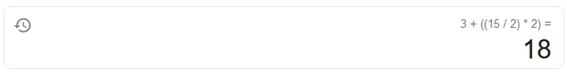 3 + ((15 / 2) * 2) =
18